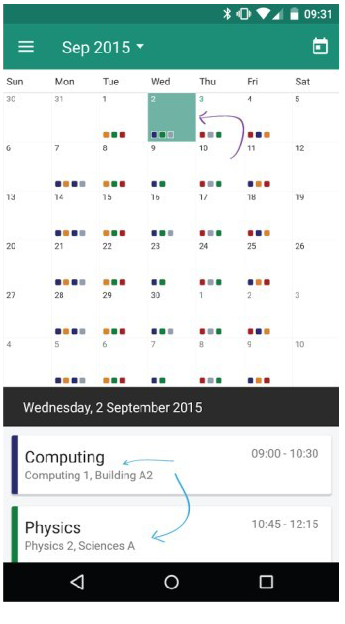 09:31
Sep 2015
Sun Mon Tue Wed Thu Fri Sat
30 31 1 2 3 4 5
6 7 8 9 10 11 12
13 14 15 16 17 18 19
20 21 22 23 24 25 26
27 28 29 30 1 2 3
4 5 6 7 8 9 10
Wednesday, 2 September 2015
Computing 09:00 - 10:30
Computing 1, Building A2
Physics 10:45 - 12:15
Physics 2, Sciences A